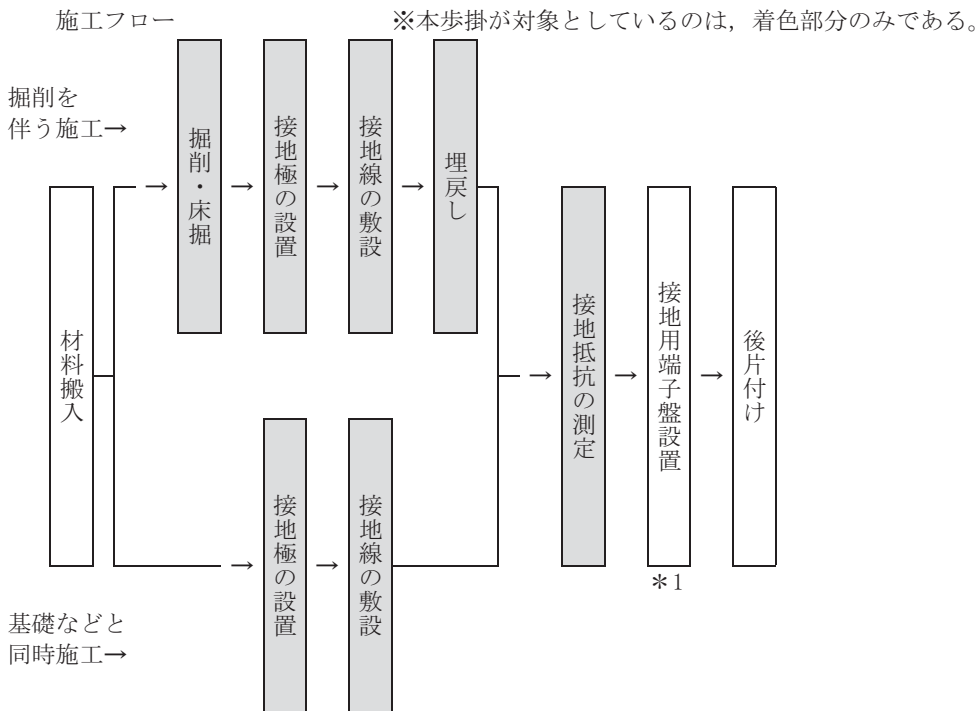 施工フロー
※本歩掛が対象としているのは，着色部分のみである。
掘削を
伴う施工→
材料搬入
→
掘削・床掘
→
接地極の設置
→
接地線の敷設
→
埋戻し
→
接地極の設置
→
接地線の敷設
→
接地抵抗の測定
→
接地用端子盤設置
→
後片付け
＊1
基礎などと
同時施工→